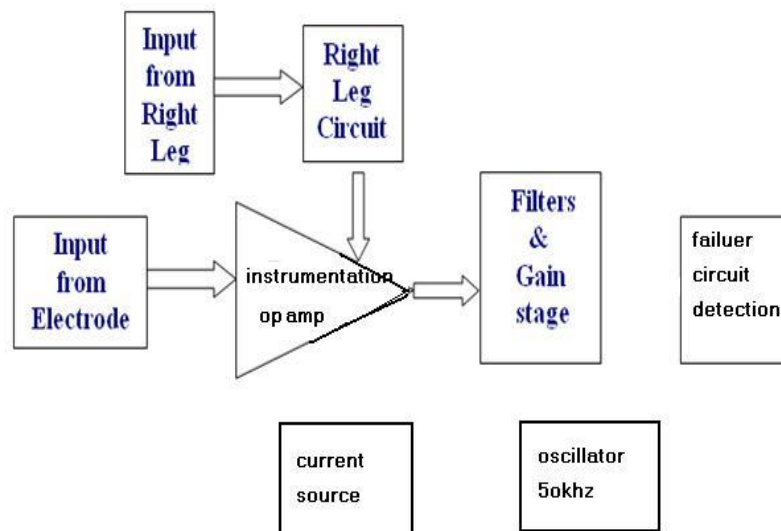 Input
from
Right
Leg
Right
Leg
Circuit
Input
from
Electrode
instrumentation
op amp
Filters
&
Gain
stage
failuer
circuit
detection
current
source
oscillator
50khz